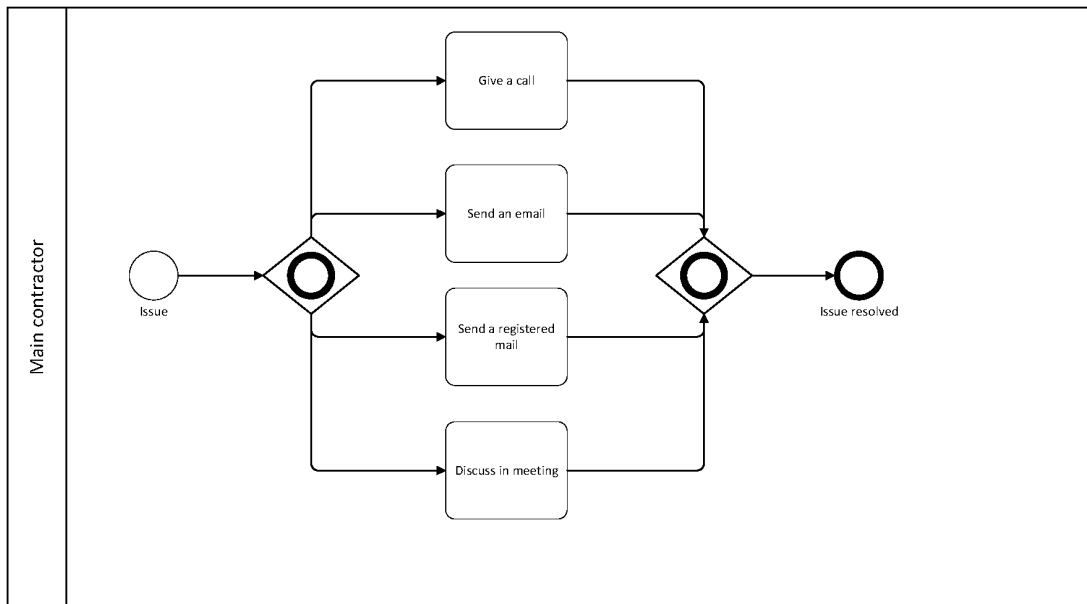 Main contractor
Issue
Give a call
Send an email
Send a registered
mail
Discuss in meeting
Issue resolved